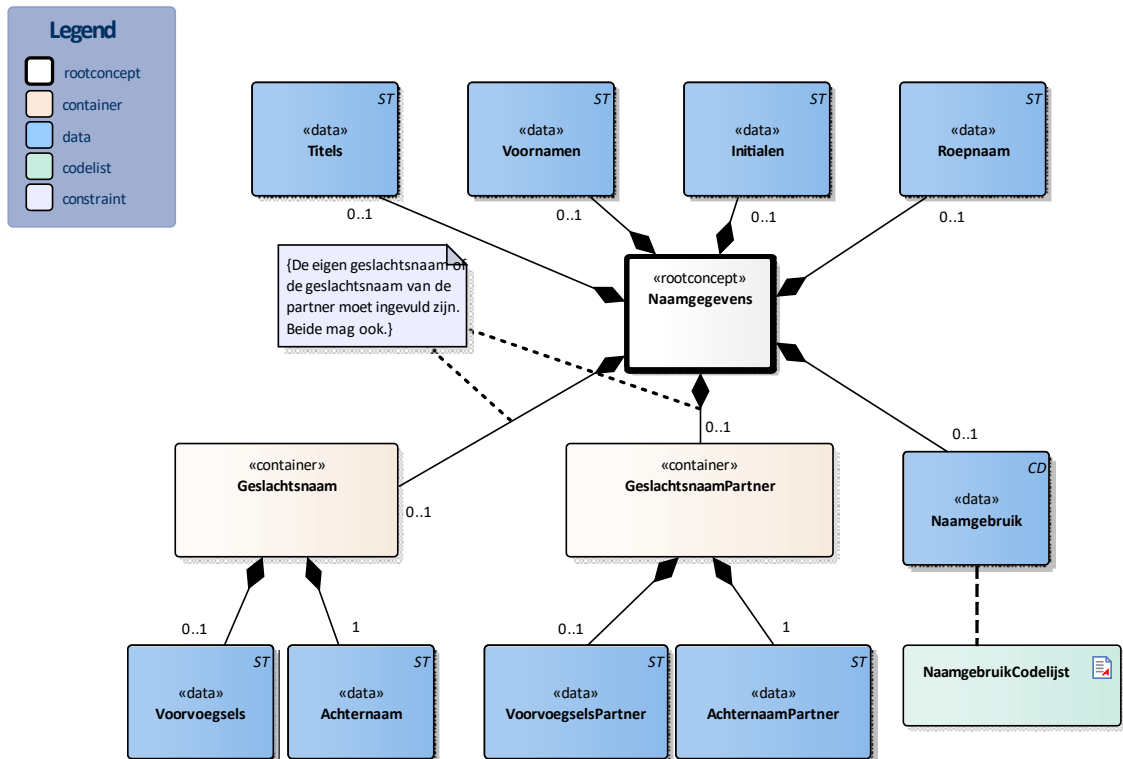 Legend
rootconcept
container
data
codelist
constraint
ST
«data»
Titels
ST
«data»
Voornamen
ST
«data»
Initialen
ST
«data»
Roepnaam
0..1
0..1
0..1
0..1
{De eigen geslachtsnaam of
de geslachtsnaam van de
partner moet ingevuld zijn.
Beide mag ook.}
«rootconcept»
Naamgegevens
0..1
0..1
0..1
«container»
Geslachtsnaam
«container»
GeslachtsnaamPartner
CD
«data»
Naamgebruik
0..1
1
0..1
1
ST
«data»
Voorvoegsels
ST
«data»
Achternaam
ST
«data»
VoorvoegselsPartner
ST
«data»
AchternaamPartner
NaamgebruikCodelijst